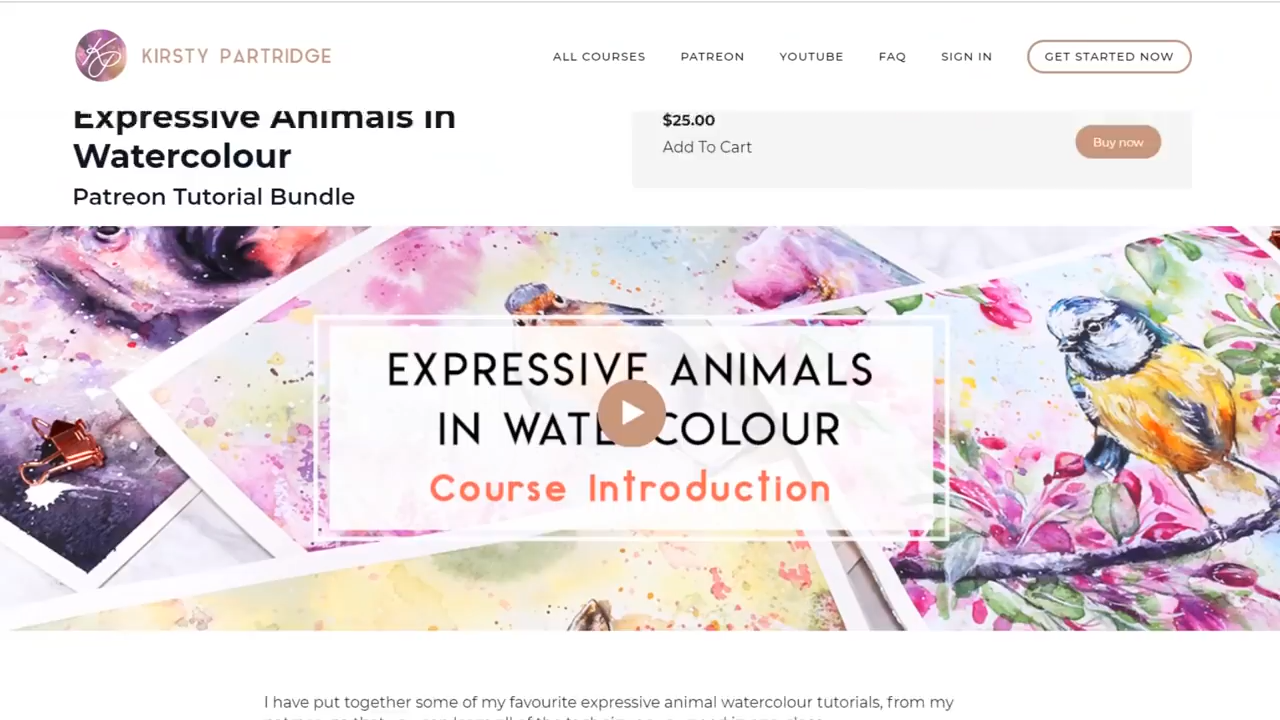 KP
KIRSTY PARTRIDGE
ALL COURSES
PATREON
YOUTUBE
FAQ
SIGN IN
GET STARTED NOW
Expressive Animals in
Watercolour
Patreon Tutorial Bundle
$25.00
Add To Cart
Buy now
EXPRESSIVE ANIMALS
IN WATERCOLOUR
Course Introduction
I have put together some of my favourite expressive animal watercolour tutorials, from my